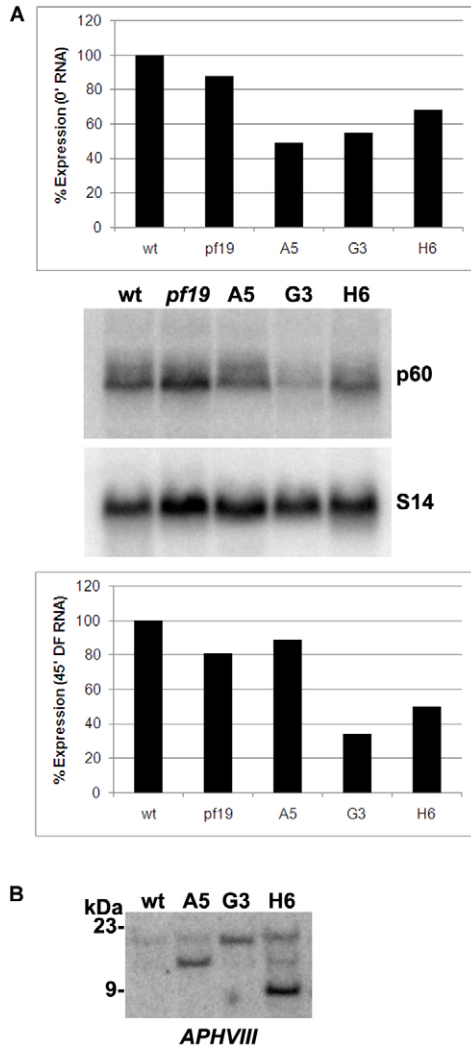 A
% Expression (0' RNA)
120
100
80
60
40
20
0
wt pf19 A5 G3 H6
wt pf19 A5 G3 H6
p60
S14
% Expression (45' DF RNA)
120
100
80
60
40
20
0
wt pf19 A5 G3 H6
B
wt A5 G3 H6
kDa
23-
9-
APHVIII